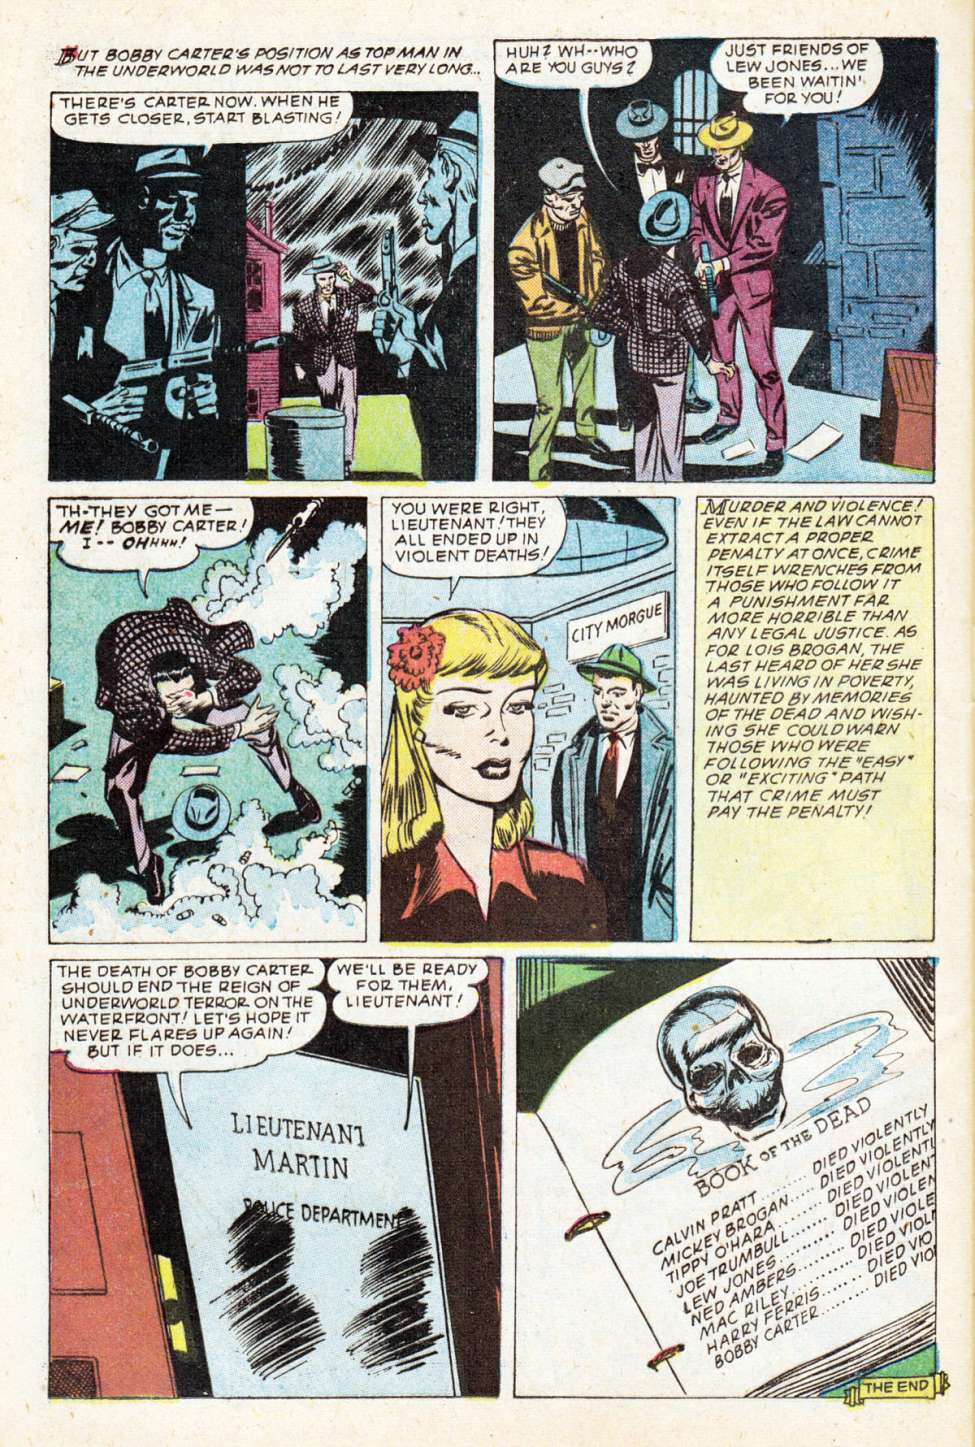 BUT BOBBY CARTER'S POSITION AS TOP MAN IN
THE UNDERWORLD WAS NOT TO LAST VERY LONG..
THERE'S CARTER NOW. WHEN HE
GETS CLOSER, START BLASTING!
HUH? WH--WHO
ARE YOU GUYS?
JUST FRIENDS OF
LEW JONES...WE
BEEN WAITIN'
FOR YOU!
TH-THEY GOT ME—
ME! BOBBY CARTER!
I -- OHHHH!
YOU WERE RIGHT,
LIEUTENANT! THEY
ALL ENDED UP IN
VIOLENT DEATHS!
CITY MORGUE
MURDER AND VIOLENCE!
EVEN IF THE LAW CANNOT
EXTRACT A PROPER
PENALTY AT ONCE, CRIME
ITSELF WRENCHES FROM
THOSE WHO FOLLOW IT
A PUNISHMENT FAR
MORE HORRIBLE THAN
ANY LEGAL JUSTICE. AS
FOR LOIS BROGAN, THE
LAST HEARD OF HER SHE
WAS LIVING IN POVERTY,
HAUNTED BY MEMORIES
OF THE DEAD AND WISH-
ING SHE COULD WARN
THOSE WHO WERE
FOLLOWING THE "EASY"
OR "EXCITING" PATH
THAT CRIME MUST
PAY THE PENALTY!
THE DEATH OF BOBBY CARTER
SHOULD END THE REIGN OF
UNDERWORLD TERROR ON THE
WATERFRONT! LET'S HOPE IT
NEVER FLARES UP AGAIN!
BUT IF IT DOES...
WE'LL BE READY
FOR THEM,
LIEUTENANT!
LIEUTENANT
MARTIN
POLICE DEPARTMENT
BOOK OF THE DEAD
CALVIN PRATT........DIED VIOLENTLY
MICKEY BROGAN.....DIED VIOLENTLY
TIPPY O'HARA.........DIED VIOLENTL
JOE TRUMBULL.......DIED VIOLENT
LEW JONES............DIED VIOLEN
NED AMBERS..........DIED VIOLE
MAC RILEY.............DIED VIOL
HARRY FERRIS........DIED VIO
BOBBY CARTER........DIED VIO
THE END